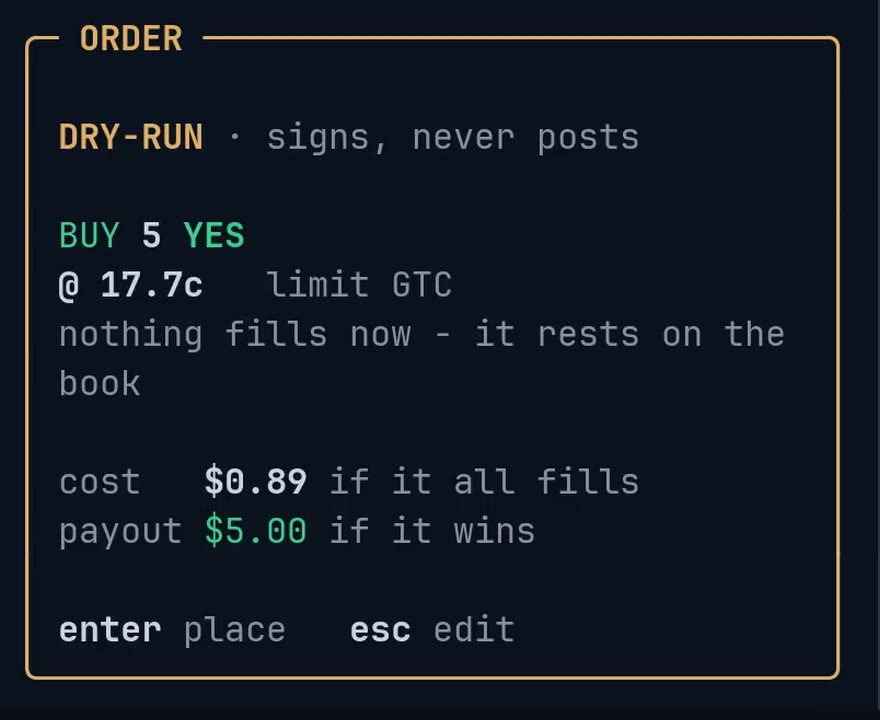 ORDER
DRY-RUN · signs, never posts
BUY 5 YES
@ 17.7c limit GTC
nothing fills now - it rests on the
book
cost $0.89 if it all fills
payout $5.00 if it wins
enter place esc edit